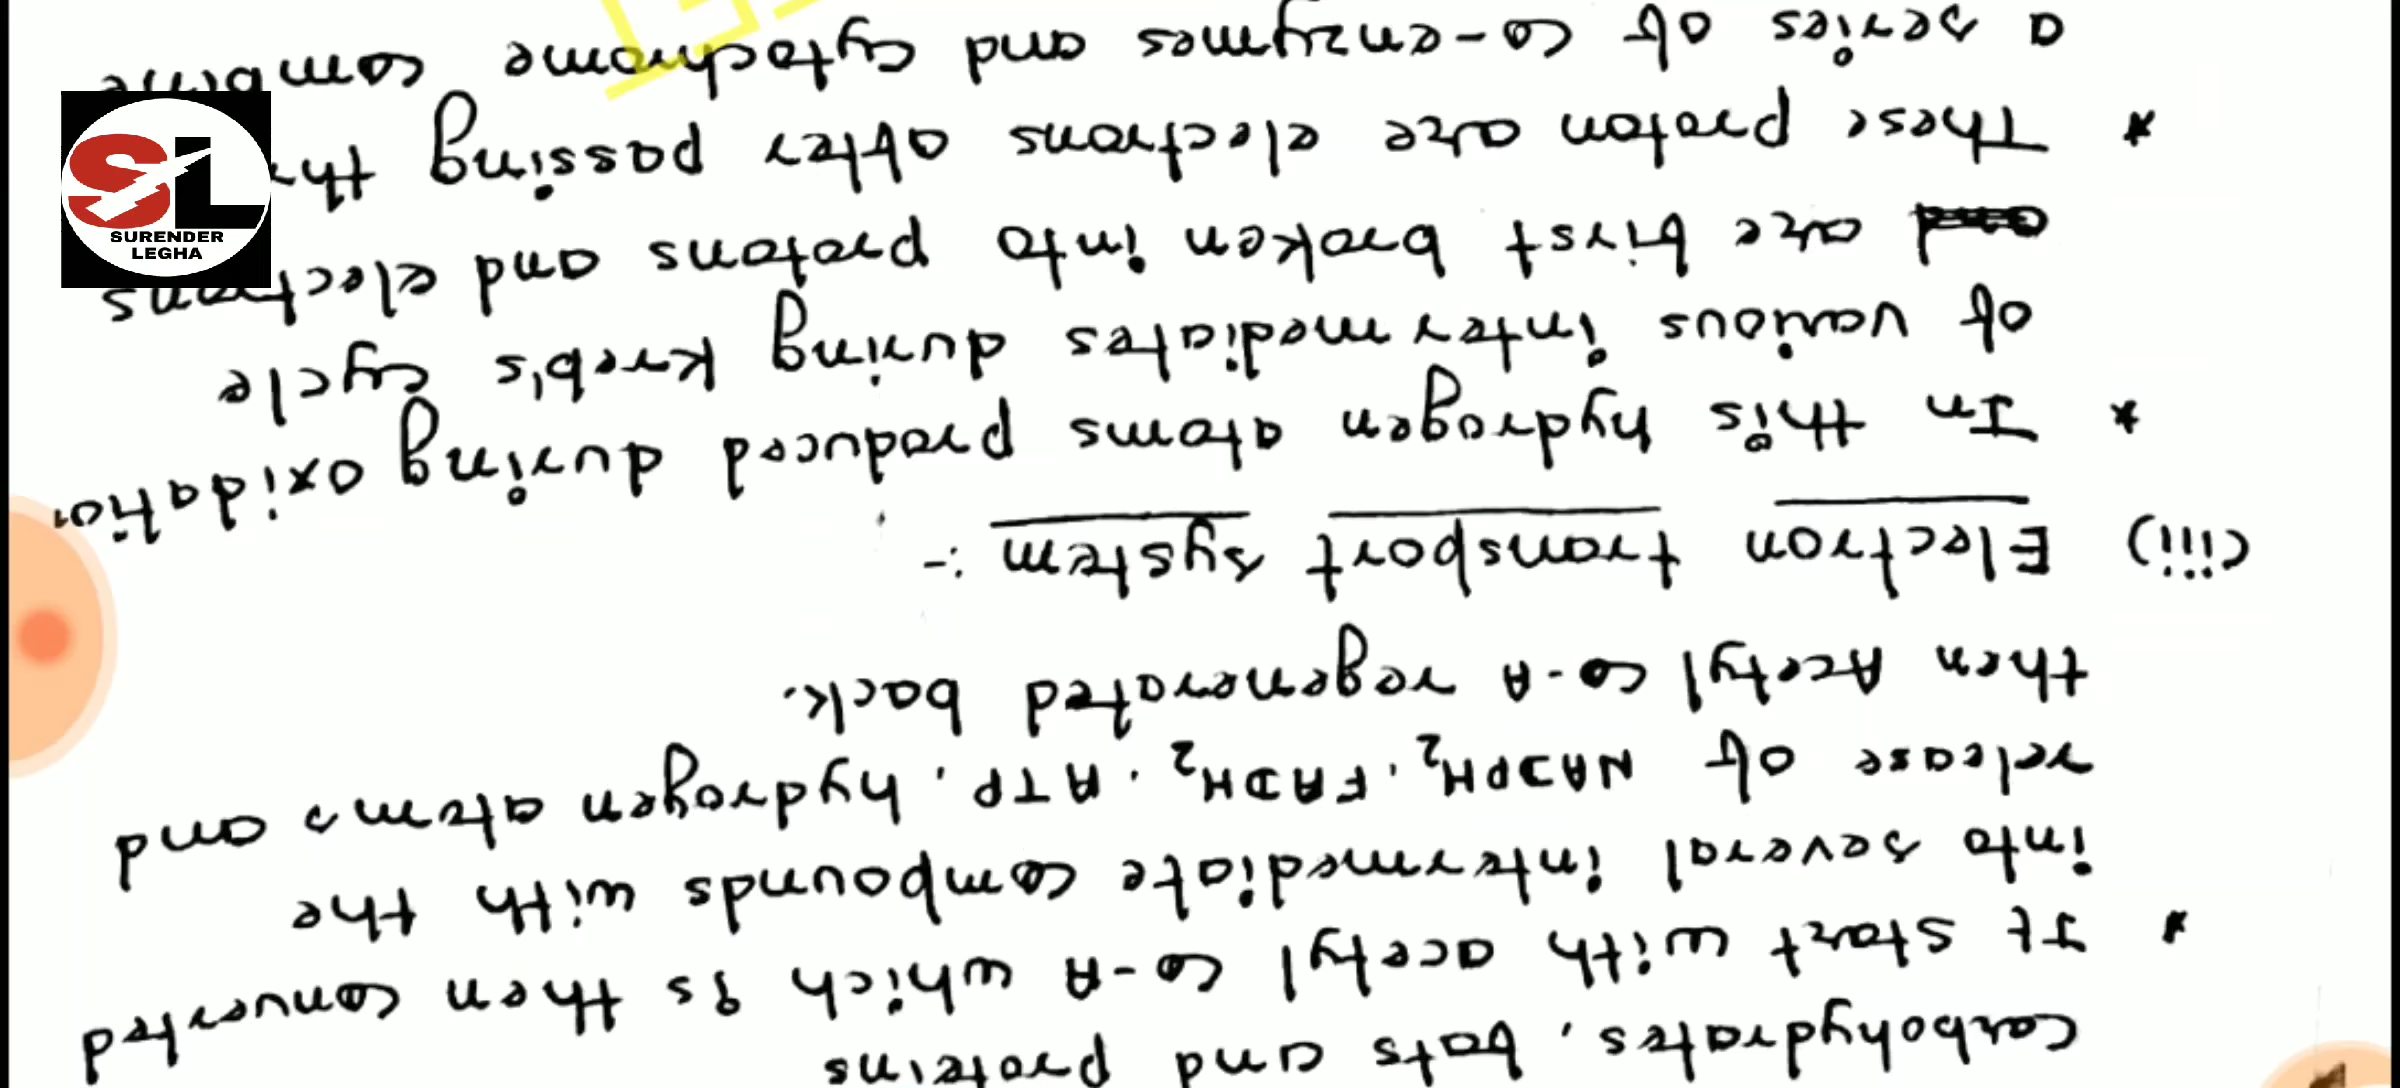 carbohydrates, fats and proteins
* It start with acetyl co-A which is then converted
into several intermediate compounds with the
release of NADPH₂, FADH₂, ATP, hydrogen atoms and
then Acetyl co-A regenerated back.
(iii) Electron transport system :-
* In this hydrogen atoms produced during oxidation
of various intermediates during kreb's cycle
are first broken into protons and electrons
* These proton are electrons after passing
a series of co-enzymes and cytochrome combine
SL
SURENDER
LEGHA